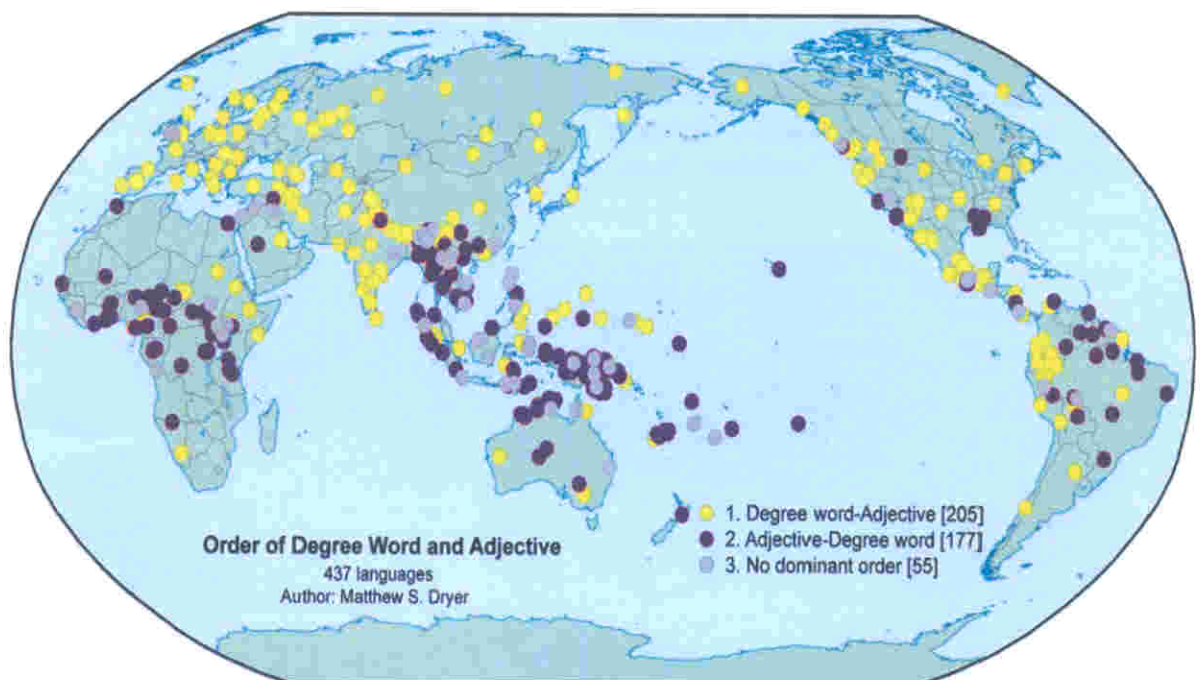 Order of Degree Word and Adjective
437 languages
Author: Matthew S. Dryer
1. Degree word-Adjective [205]
2. Adjective-Degree word [177]
3. No dominant order [55]